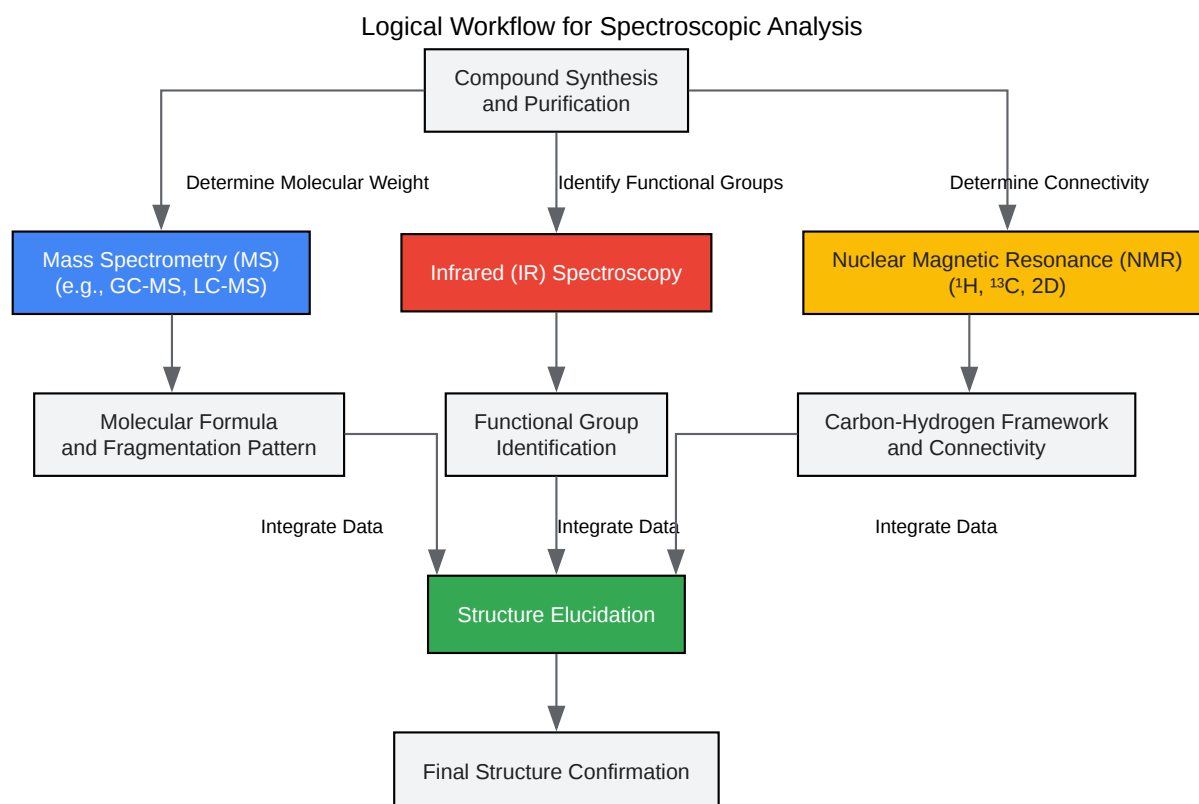 Logical Workflow for Spectroscopic Analysis
Compound Synthesis
and Purification
Determine Molecular Weight
Identify Functional Groups
Determine Connectivity
Mass Spectrometry (MS)
(e.g., GC-MS, LC-MS)
Infrared (IR) Spectroscopy
Nuclear Magnetic Resonance (NMR)
(¹H, ¹³C, 2D)
Molecular Formula
and Fragmentation Pattern
Functional Group
Identification
Carbon-Hydrogen Framework
and Connectivity
Integrate Data
Integrate Data
Integrate Data
Structure Elucidation
Final Structure Confirmation